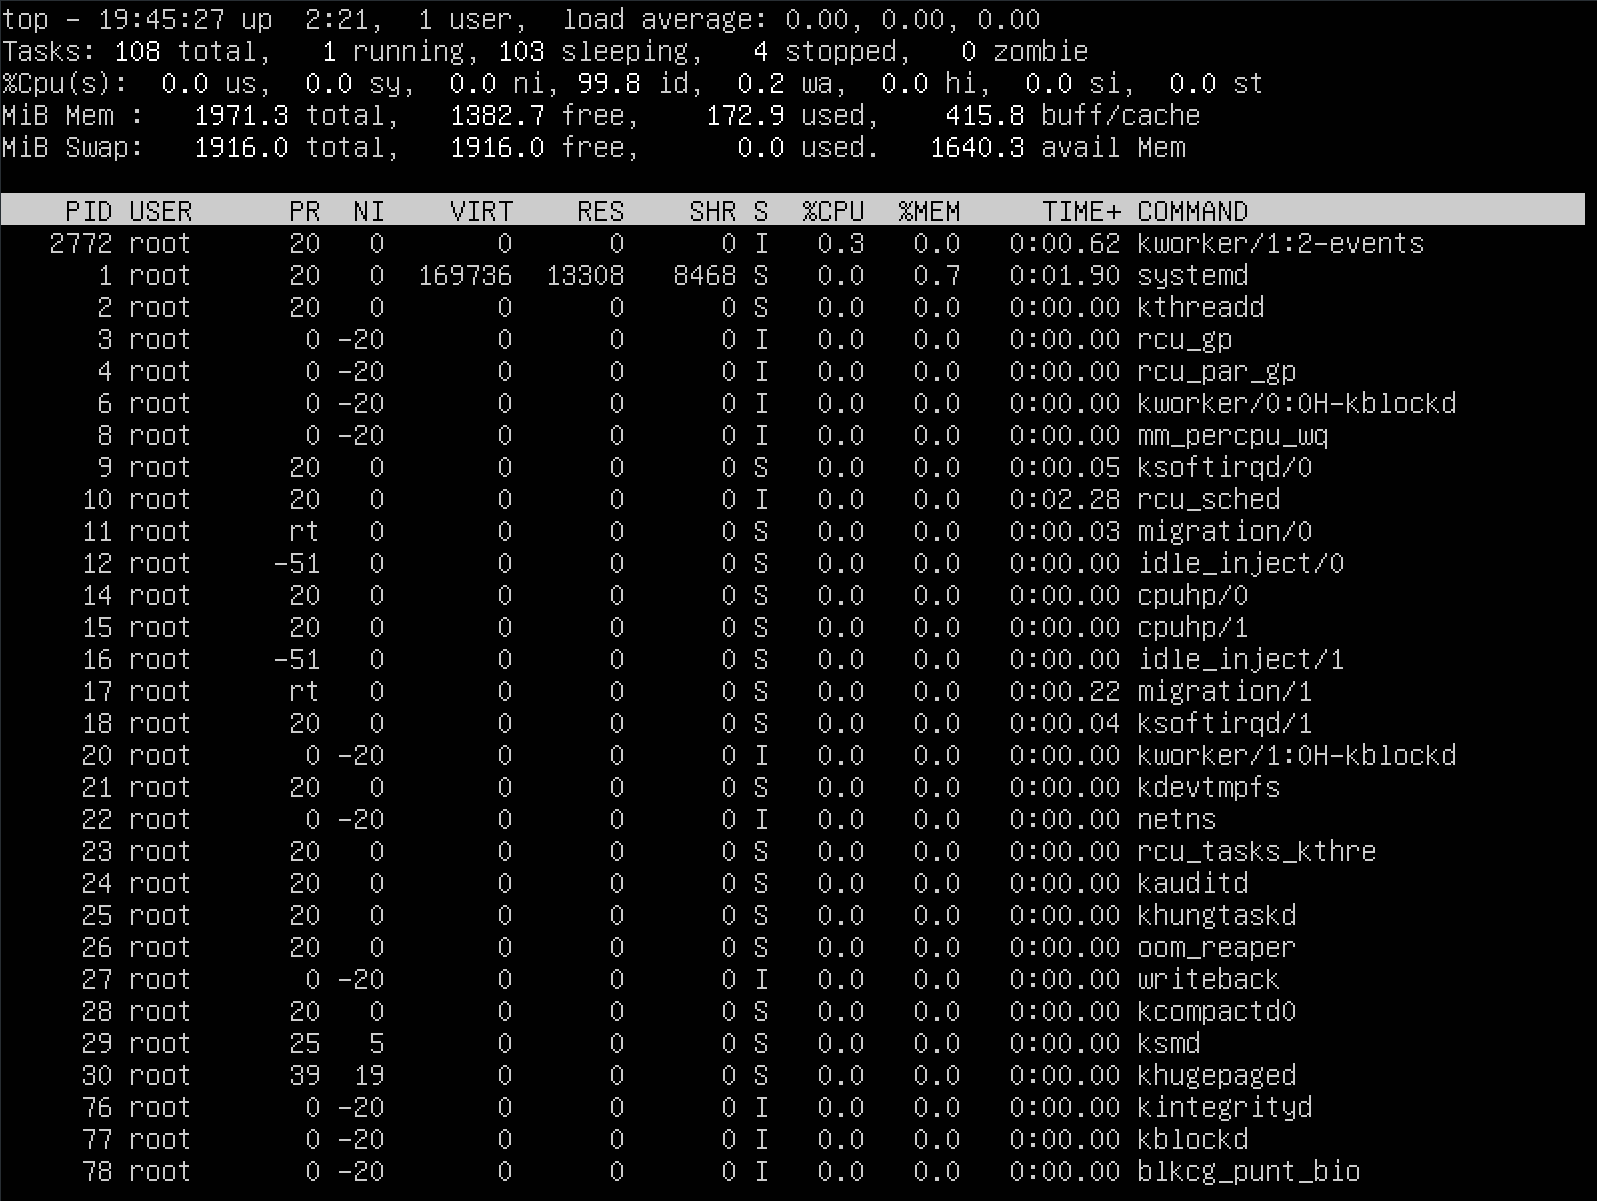 top - 19:45:27 up  2:21,  1 user,  load average: 0.00, 0.00, 0.00
Tasks: 108 total,   1 running, 103 sleeping,   4 stopped,   0 zombie
%Cpu(s):  0.0 us,  0.0 sy,  0.0 ni, 99.8 id,  0.2 wa,  0.0 hi,  0.0 si,  0.0 st
MiB Mem :   1971.3 total,   1382.7 free,    172.9 used,    415.8 buff/cache
MiB Swap:   1916.0 total,   1916.0 free,      0.0 used.   1640.3 avail Mem
    PID USER      PR  NI    VIRT    RES    SHR S  %CPU  %MEM     TIME+ COMMAND
   2772 root      20   0       0      0      0 I   0.3   0.0   0:00.62 kworker/1:2-events
      1 root      20   0  169736  13308   8468 S   0.0   0.7   0:01.90 systemd
      2 root      20   0       0      0      0 S   0.0   0.0   0:00.00 kthreadd
      3 root       0 -20       0      0      0 I   0.0   0.0   0:00.00 rcu_gp
      4 root       0 -20       0      0      0 I   0.0   0.0   0:00.00 rcu_par_gp
      6 root       0 -20       0      0      0 I   0.0   0.0   0:00.00 kworker/0:0H-kblockd
      8 root       0 -20       0      0      0 I   0.0   0.0   0:00.00 mm_percpu_wq
      9 root      20   0       0      0      0 S   0.0   0.0   0:00.05 ksoftirqd/0
     10 root      20   0       0      0      0 I   0.0   0.0   0:02.28 rcu_sched
     11 root      rt   0       0      0      0 S   0.0   0.0   0:00.03 migration/0
     12 root     -51   0       0      0      0 S   0.0   0.0   0:00.00 idle_inject/0
     14 root      20   0       0      0      0 S   0.0   0.0   0:00.00 cpuhp/0
     15 root      20   0       0      0      0 S   0.0   0.0   0:00.00 cpuhp/1
     16 root     -51   0       0      0      0 S   0.0   0.0   0:00.00 idle_inject/1
     17 root      rt   0       0      0      0 S   0.0   0.0   0:00.22 migration/1
     18 root      20   0       0      0      0 S   0.0   0.0   0:00.04 ksoftirqd/1
     20 root       0 -20       0      0      0 I   0.0   0.0   0:00.00 kworker/1:0H-kblockd
     21 root      20   0       0      0      0 S   0.0   0.0   0:00.00 kdevtmpfs
     22 root       0 -20       0      0      0 I   0.0   0.0   0:00.00 netns
     23 root      20   0       0      0      0 S   0.0   0.0   0:00.00 rcu_tasks_kthre
     24 root      20   0       0      0      0 S   0.0   0.0   0:00.00 kauditd
     25 root      20   0       0      0      0 S   0.0   0.0   0:00.00 khungtaskd
     26 root      20   0       0      0      0 S   0.0   0.0   0:00.00 oom_reaper
     27 root       0 -20       0      0      0 I   0.0   0.0   0:00.00 writeback
     28 root      20   0       0      0      0 S   0.0   0.0   0:00.00 kcompactd0
     29 root      25   5       0      0      0 S   0.0   0.0   0:00.00 ksmd
     30 root      39  19       0      0      0 S   0.0   0.0   0:00.00 khugepaged
     76 root       0 -20       0      0      0 I   0.0   0.0   0:00.00 kintegrityd
     77 root       0 -20       0      0      0 I   0.0   0.0   0:00.00 kblockd
     78 root       0 -20       0      0      0 I   0.0   0.0   0:00.00 blkcg_punt_bio